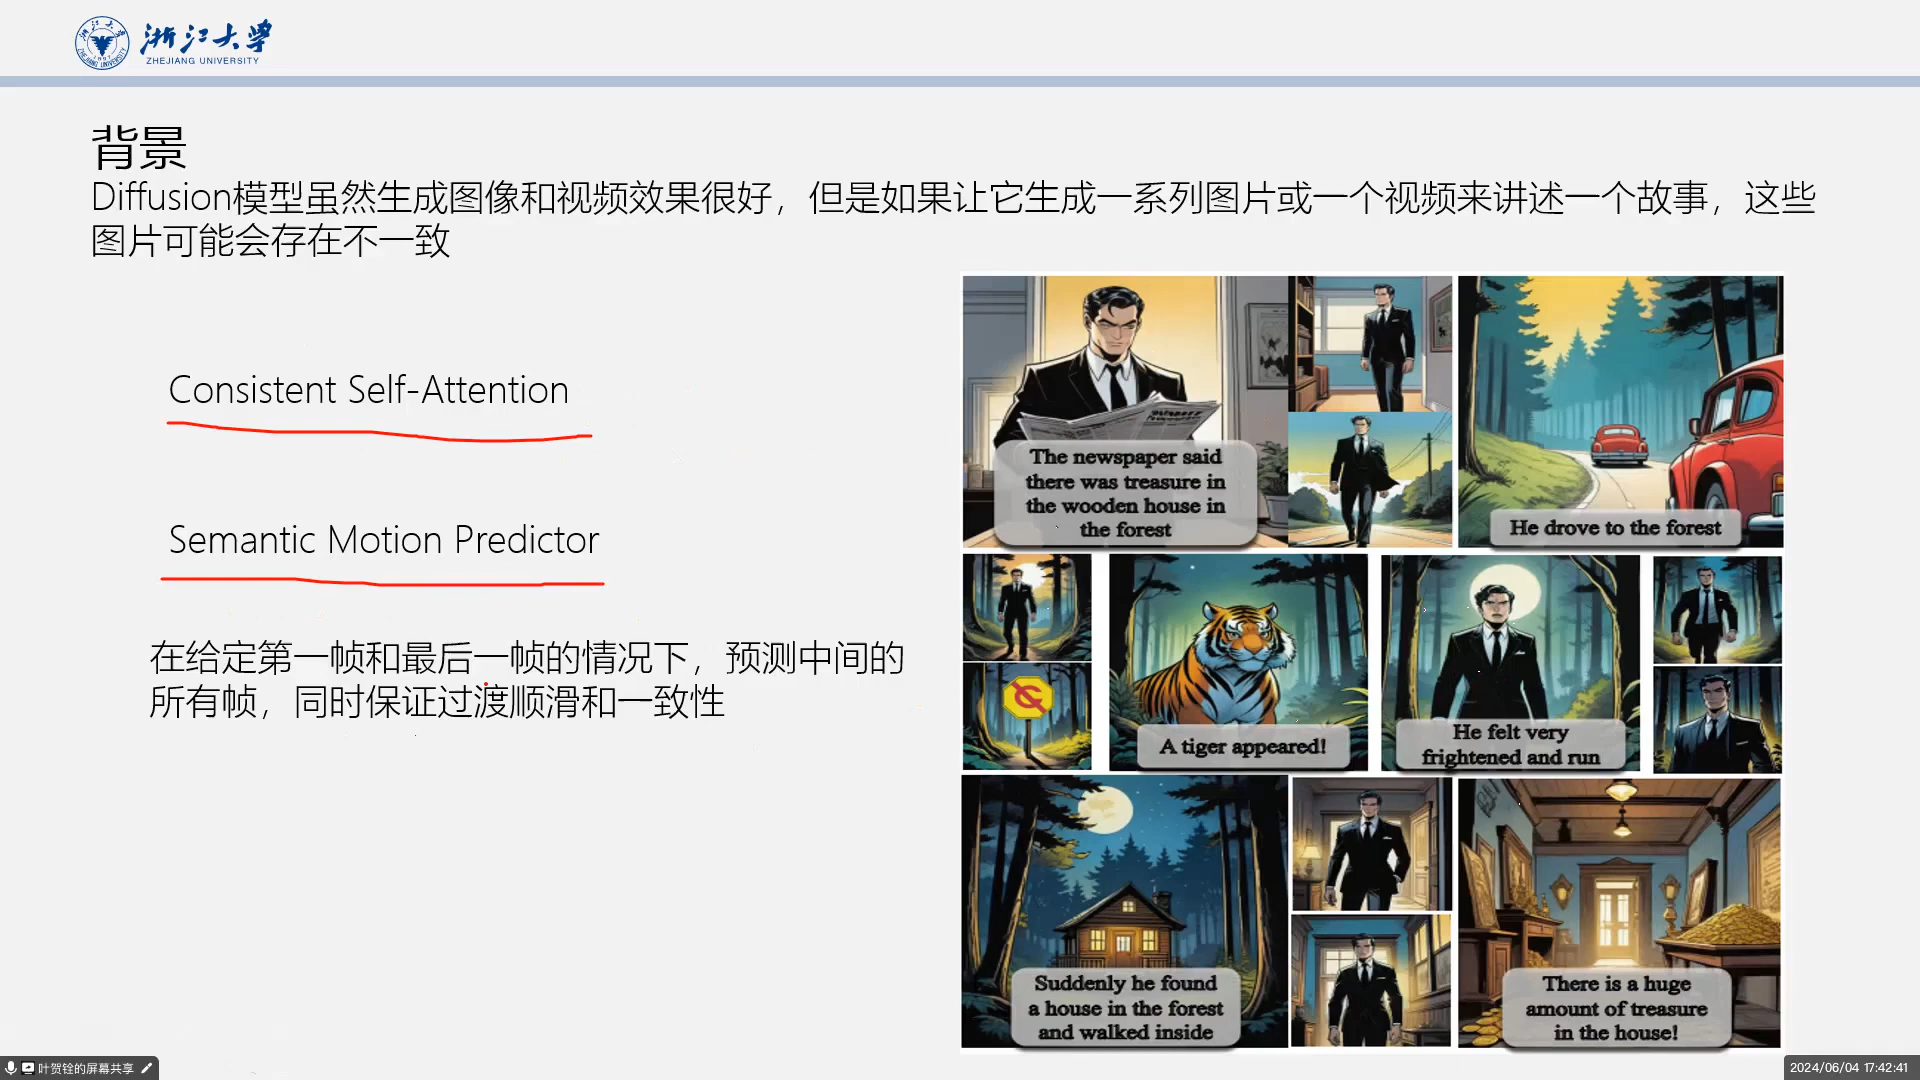 浙江大学
ZHEJIANG UNIVERSITY
背景
Diffusion模型虽然生成图像和视频效果很好，但是如果让它生成一系列图片或一个视频来讲述一个故事，这些
图片可能会存在不一致
Consistent Self-Attention
Semantic Motion Predictor
在给定第一帧和最后一帧的情况下，预测中间的
所有帧，同时保证过渡顺滑和一致性
The newspaper said
there was treasure in
the wooden house in
the forest
He drove to the forest
A tiger appeared!
He felt very
frightened and run
Suddenly he found
a house in the forest
and walked inside
There is a huge
amount of treasure
in the house!
叶贺铨的屏幕共享
2024/06/04 17:42:41